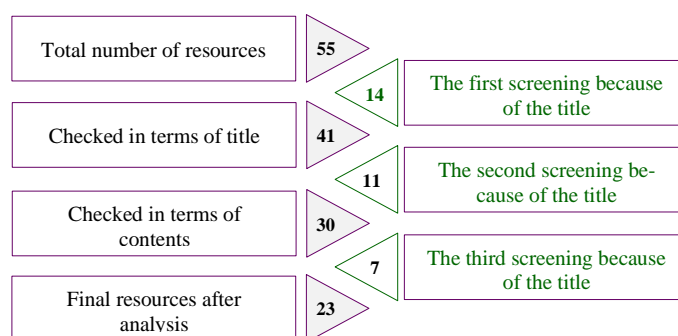 Total number of resources
55
14
The first screening because
of the title
Checked in terms of title
41
11
The second screening be-
cause of the title
Checked in terms of
contents
30
7
The third screening because
of the title
Final resources after
analysis
23